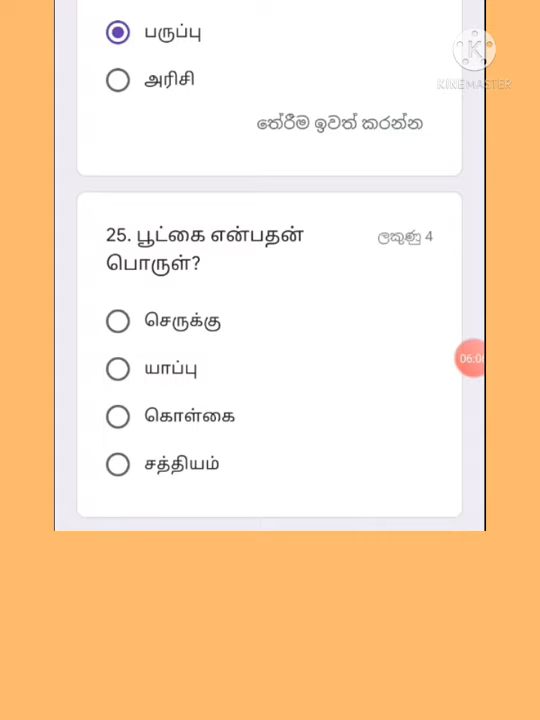 பருப்பு
KINEMASTER
அரிசி
තේරීම ඉවත් කරන්න
25. பூட்கை என்பதன்
பொருள்?
ලකුණු 4
செருக்கு
யாப்பு
கொள்கை
சத்தியம்